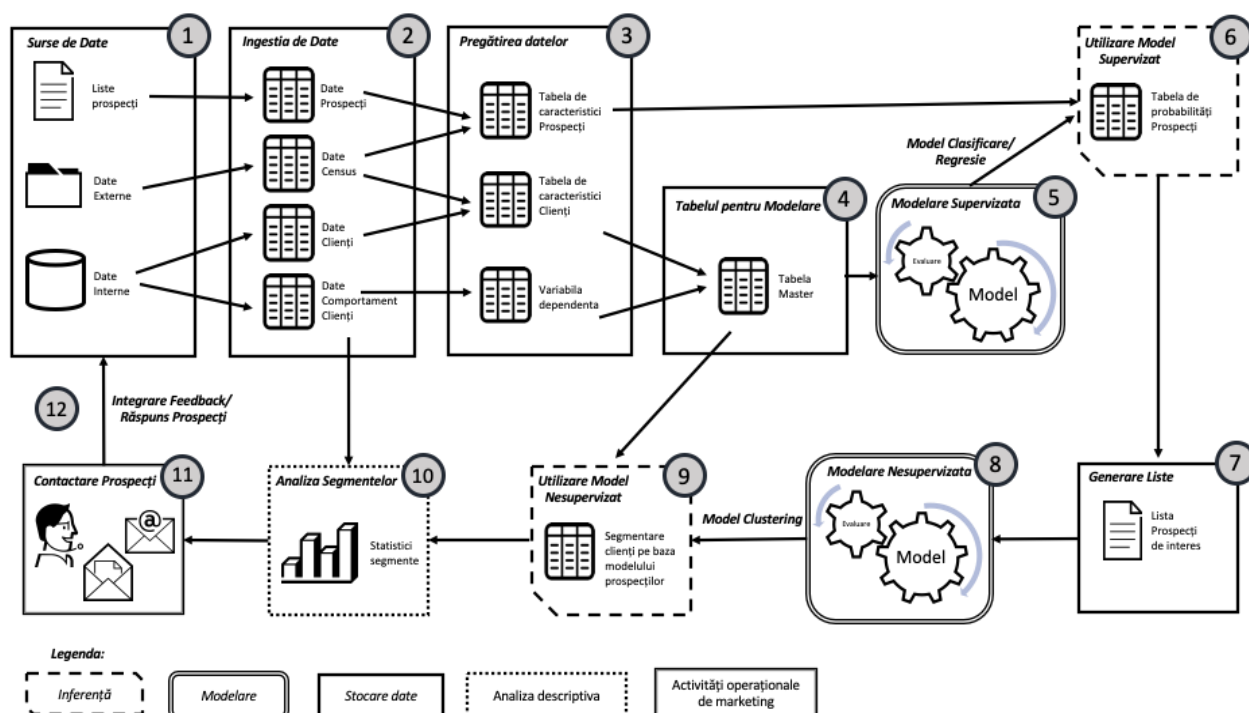 Surse de Date
1
Liste
prospecți
Date
Externe
Date
Interne
Ingestia de Date
2
Date
Prospecți
Date
Census
Date
Clienți
Date
Comportament
Clienți
Pregătirea datelor
3
Tabela de
caracteristici
Prospecți
Tabela de
caracteristici
Clienți
Variabila
dependenta
Tabelul pentru Modelare
4
Tabela
Master
Modelare Supervizata
5
Evaluare
Model
Model Clasificare/
Regresie
Utilizare Model
Supervizat
6
Tabela de
probabilități
Prospecți
Generare Liste
7
Lista
Prospecți
de interes
Modelare Nesupervizata
8
Evaluare
Model
Model Clustering
Utilizare Model
Nesupervizat
9
Segmentare
clienți pe baza
modelului
prospecților
Analiza Segmentelor
10
Statistici
segmente
Contactare Prospecți
11
@
12
Integrare Feedback/
Răspuns Prospecți
Legenda:
Inferență
Modelare
Stocare date
Analiza descriptiva
Activități operaționale
de marketing